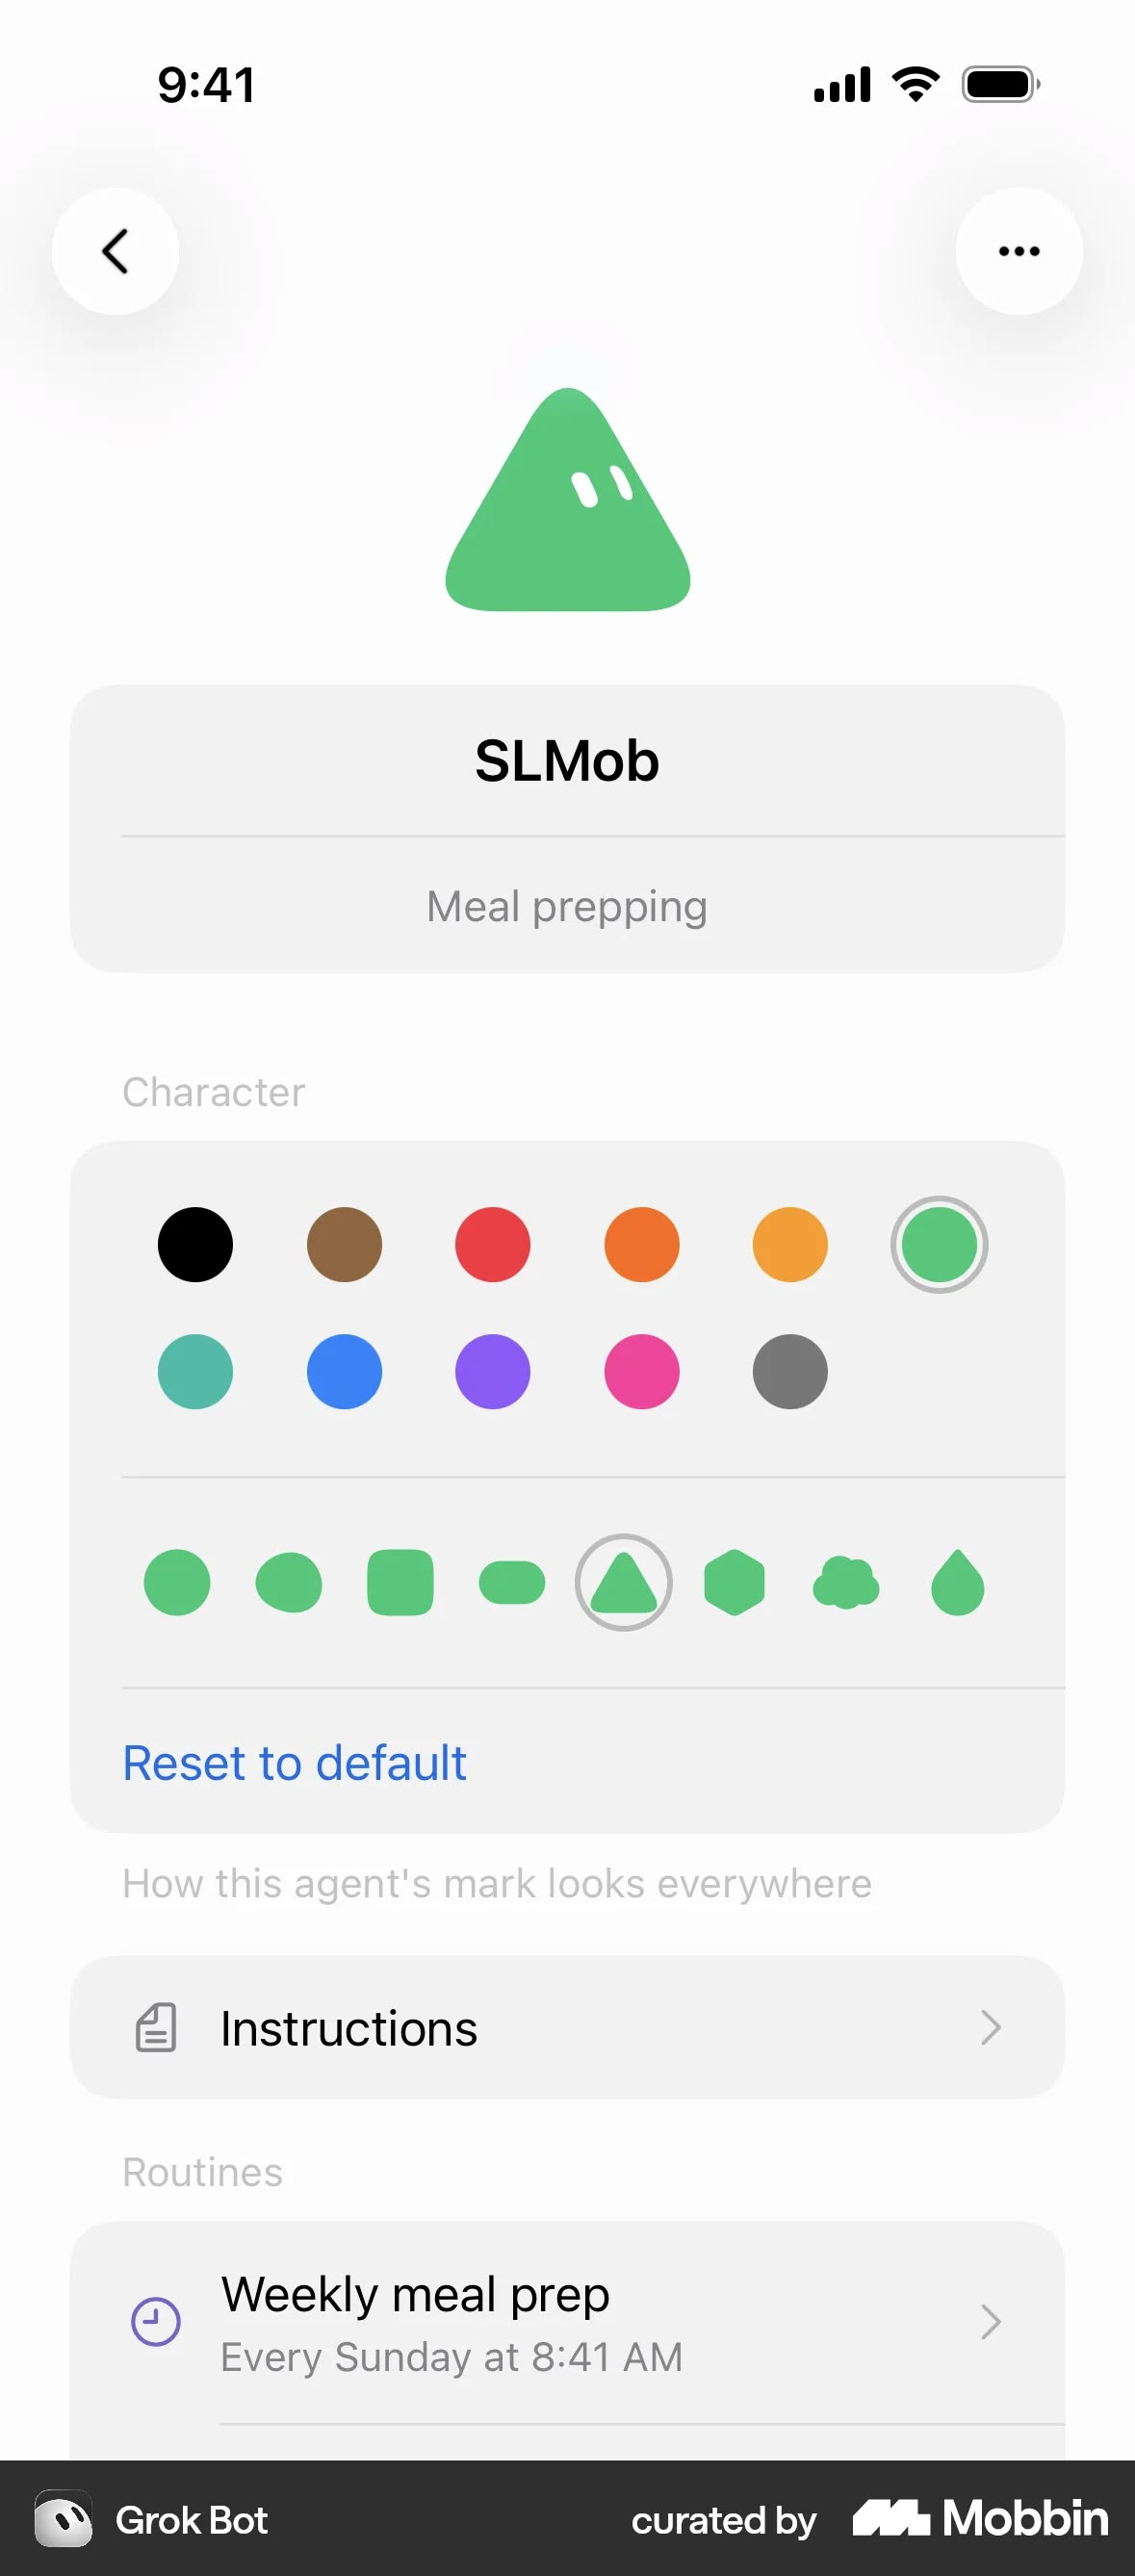 9:41
SLMob
Meal prepping
Character
Reset to default
How this agent's mark looks everywhere
Instructions
Routines
Weekly meal prep
Every Sunday at 8:41 AM
Grok Bot
curated by Mobbin